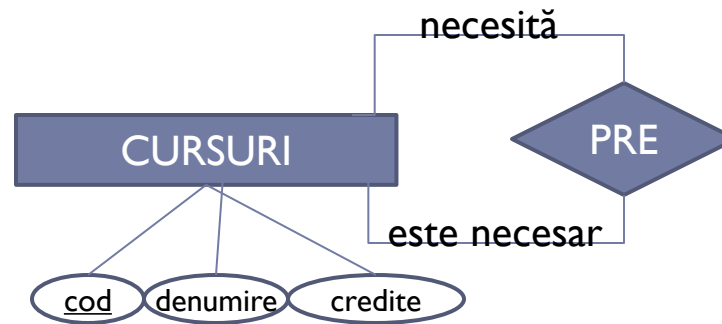 necesită
CURSURI
PRE
este necesar
cod
denumire
credite